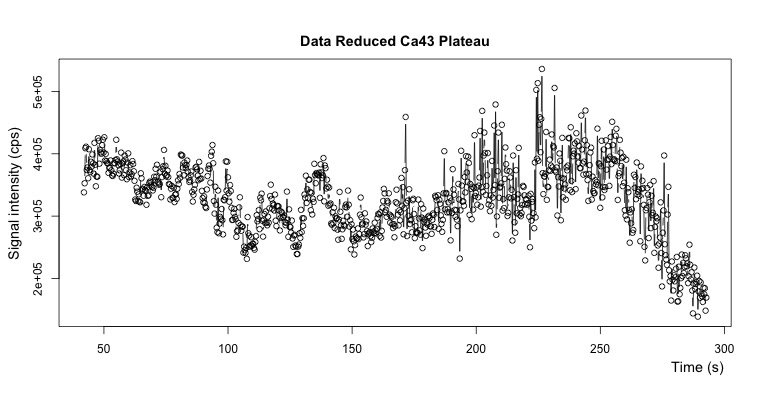 Data Reduced Ca43 Plateau
Signal intensity (cps)
5e+05
4e+05
3e+05
2e+05
50 100 150 200 250 300
Time (s)